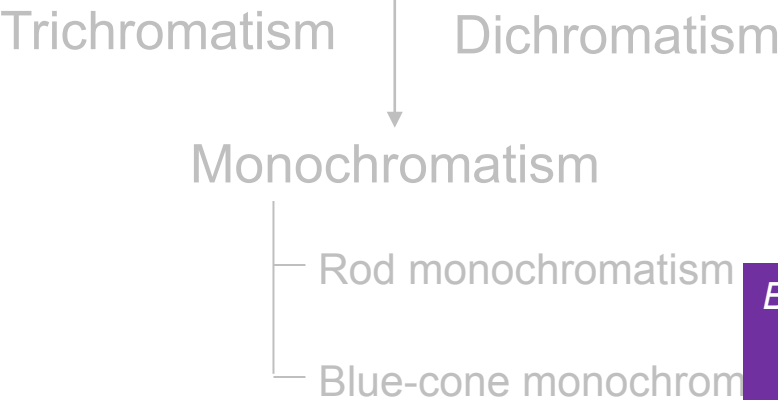 Trichromatism Dichromatism
Monochromatism
Rod monochromatism
Blue-cone monochrom